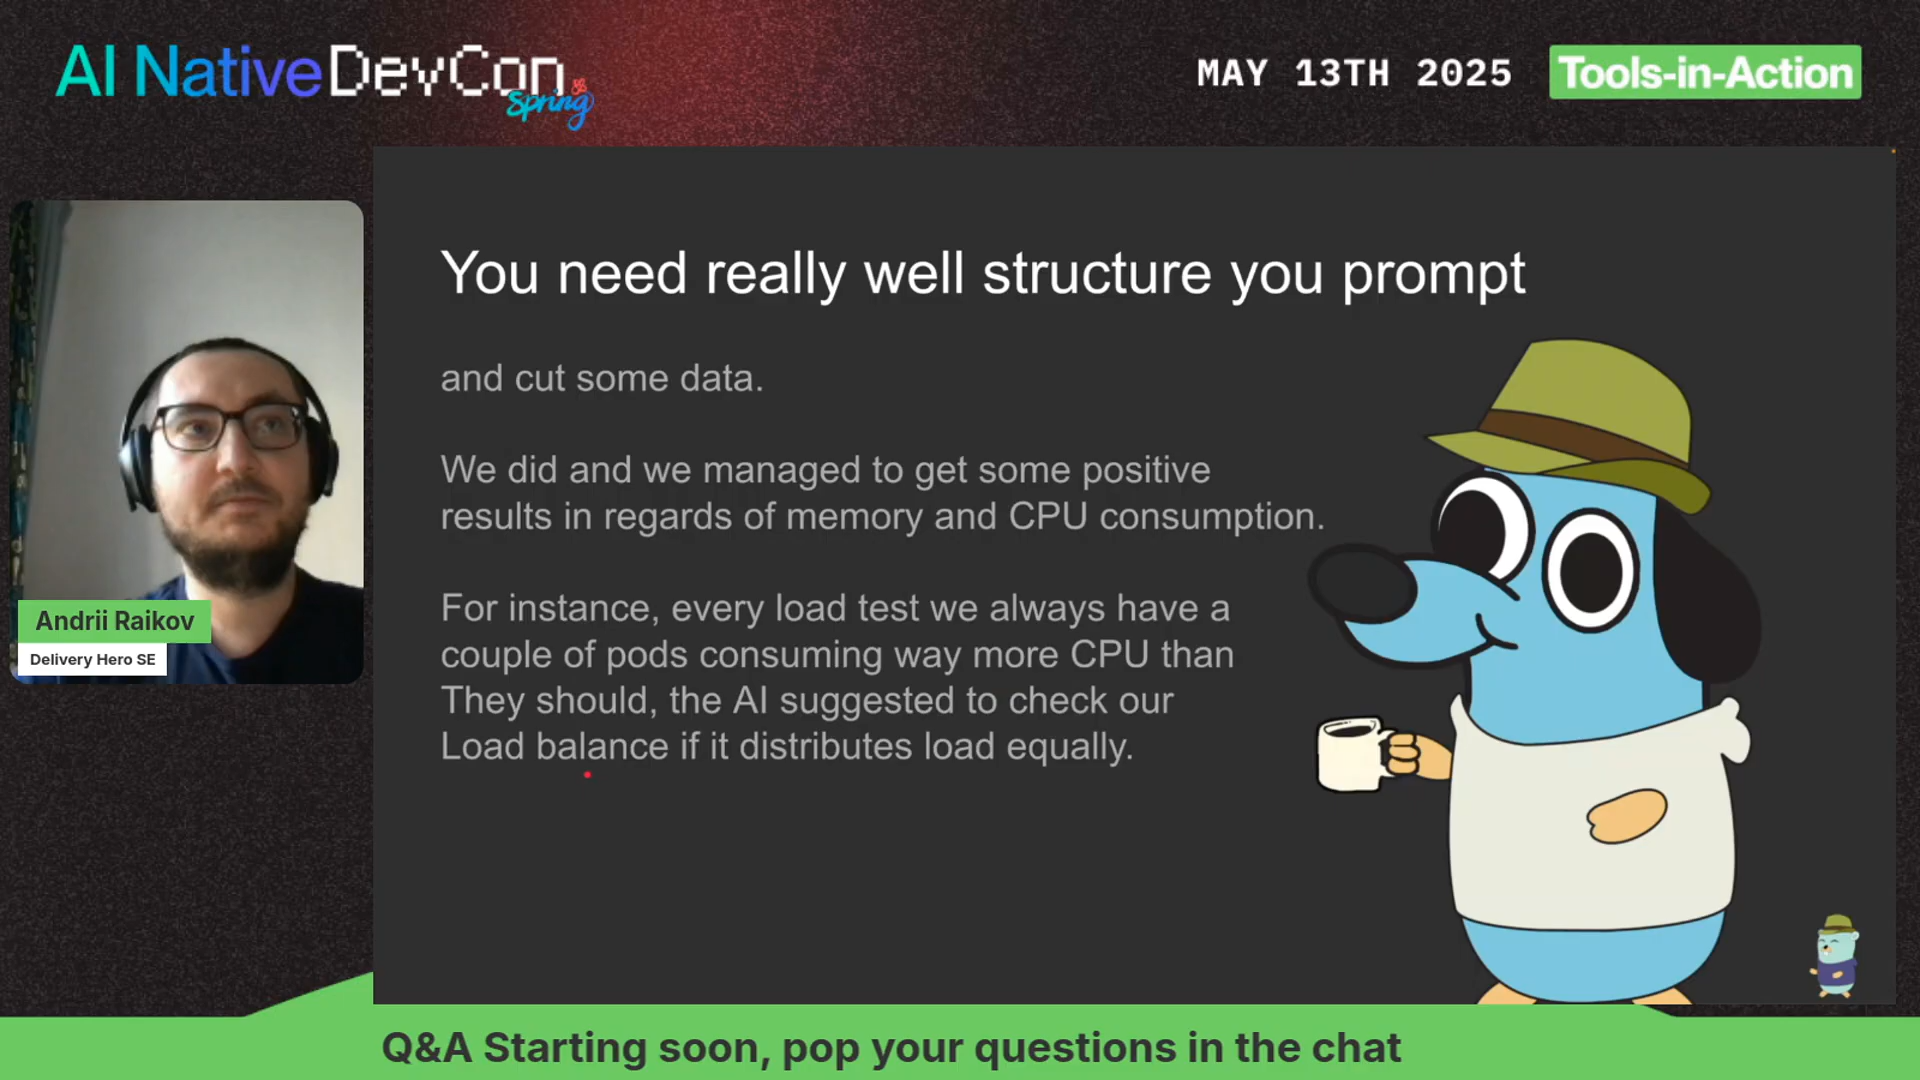 AI Native DevCon
Spring
MAY 13TH 2025
Tools-in-Action
You need really well structure you prompt
and cut some data.
We did and we managed to get some positive
results in regards of memory and CPU consumption.
For instance, every load test we always have a
couple of pods consuming way more CPU than
They should, the AI suggested to check our
Load balance if it distributes load equally.
Andrii Raikov
Delivery Hero SE
Q&A Starting soon, pop your questions in the chat